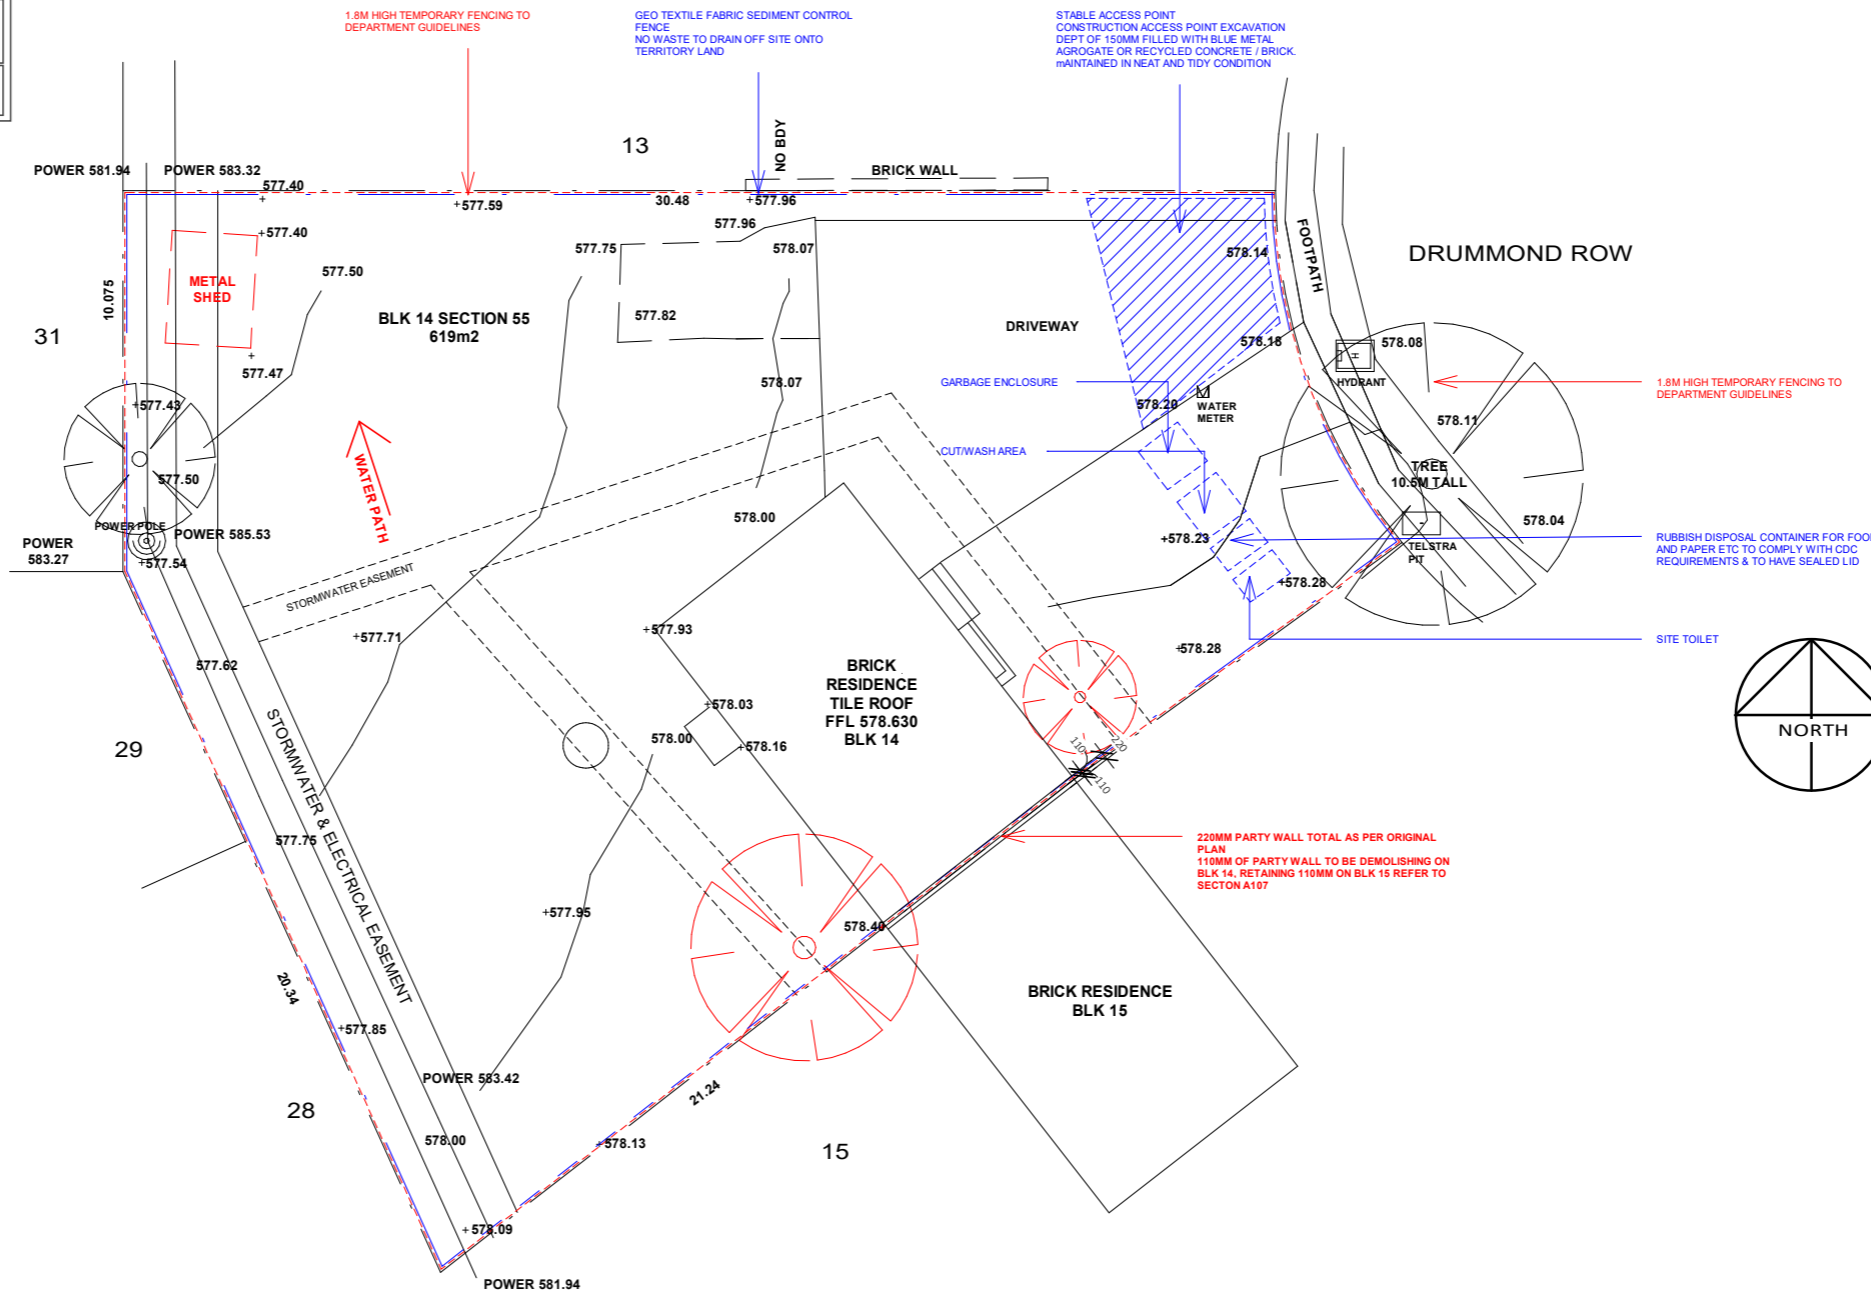 1.8M HIGH TEMPORARY FENCING TO
DEPARTMENT GUIDELINES
GEO TEXTILE FABRIC SEDIMENT CONTROL
FENCE
NO WASTE TO DRAIN OFF SITE ONTO
TERRITORY LAND
STABLE ACCESS POINT
CONSTRUCTION ACCESS POINT EXCAVATION
DEPT OF 150MM FILLED WITH BLUE METAL
AGROGATE OR RECYCLED CONCRETE / BRICK.
mAINTAINED IN NEAT AND TIDY CONDITION
13
NO BDY
BRICK WALL
POWER 581.94
POWER 583.32
577.40
+577.59
30.48
+577.96
577.96
+577.40
577.75
578.07
578.14
FOOTPATH
DRUMMOND ROW
577.50
METAL
SHED
10.075
31
BLK 14 SECTION 55
619m2
577.82
DRIVEWAY
578.18
578.08
HYDRANT
577.47
578.07
GARBAGE ENCLOSURE
578.20
WATER
METER
1.8M HIGH TEMPORARY FENCING TO
DEPARTMENT GUIDELINES
+577.43
578.11
CUT/WASH AREA
WATER PATH
TREE
10.5M TALL
577.50
578.00
578.04
POWER POLE
POWER 585.53
POWER
583.27
+577.54
+578.23
TELSTRA
PIT
RUBBISH DISPOSAL CONTAINER FOR FOOD
AND PAPER ETC TO COMPLY WITH CDC
REQUIREMENTS & TO HAVE SEALED LID
STORMWATER EASEMENT
+578.28
+577.71
+577.93
SITE TOILET
+578.28
577.62
BRICK
RESIDENCE
TILE ROOF
FFL 578.630
BLK 14
+578.03
578.00
+578.16
29
STORMWATER & ELECTRICAL EASEMENT
110
220
110
NORTH
577.75
220MM PARTY WALL TOTAL AS PER ORIGINAL
PLAN
110MM OF PARTY WALL TO BE DEMOLISHING ON
BLK 14. RETAINING 110MM ON BLK 15 REFER TO
SECTON A107
+577.95
578.40
20.34
BRICK RESIDENCE
BLK 15
+577.85
POWER 583.42
21.24
28
578.00
+578.13
15
+578.09
POWER 581.94